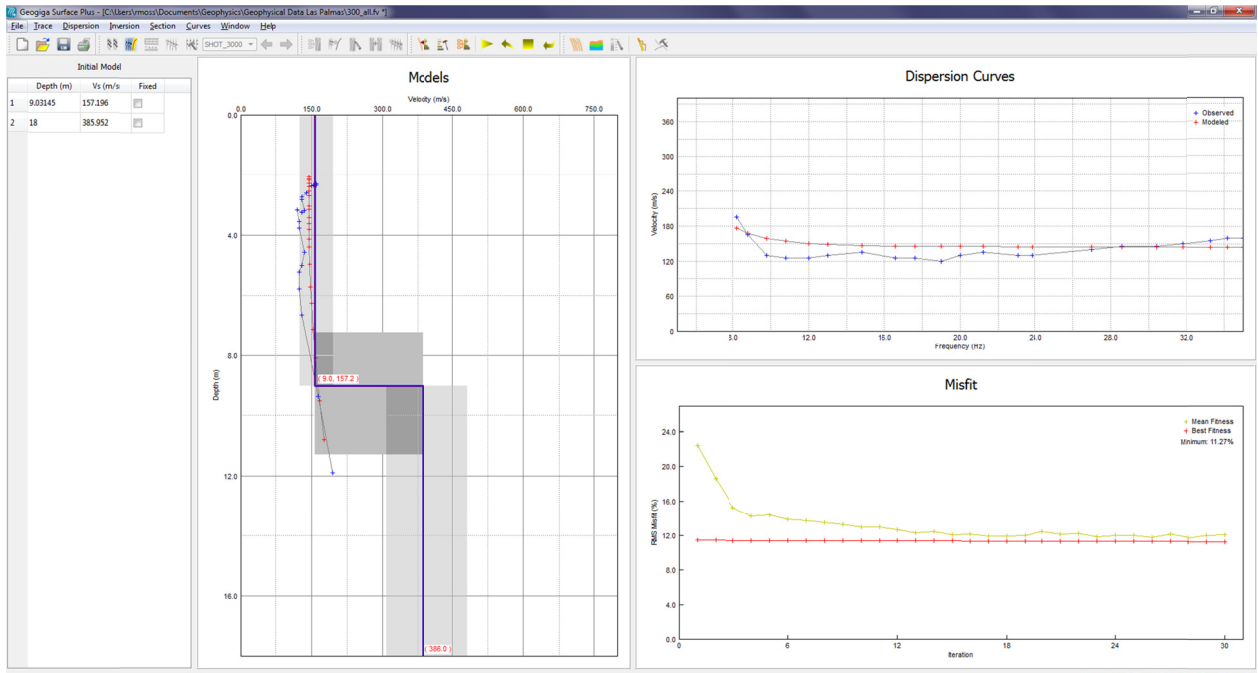 Geogiga Surface Plus - [C:\Users\rmoss\Documents\Geophysics\Geophysical Data Las Palmas\300_all.fv *]
File Trace Dispersion Inversion Section Curves Window Help
SHOT_3000
Initial Model
Depth (m) Vs (m/s Fixed
1 9.03145 157.196
2 18 385.952
Mcdels
Velocity (m/s)
0.0 150.0 300.0 450.0 600.0 750.0
0.0
4.0
8.0
12.0
16.0
Depth (m)
( 9.0, 157.2 )
( 386.0 )
Dispersion Curves
Observed
Modeled
360
300
240
180
120
60
0
Velocity (m/s)
8.0 12.0 16.0 20.0 24.0 28.0 32.0
Frequency (Hz)
Misfit
Mean Fitness
Best Fitness
Minimum: 11.27%
24.0
20.0
16.0
12.0
8.0
4.0
0.0
RMS Misfit (%)
0 6 12 18 24 30
Iteration